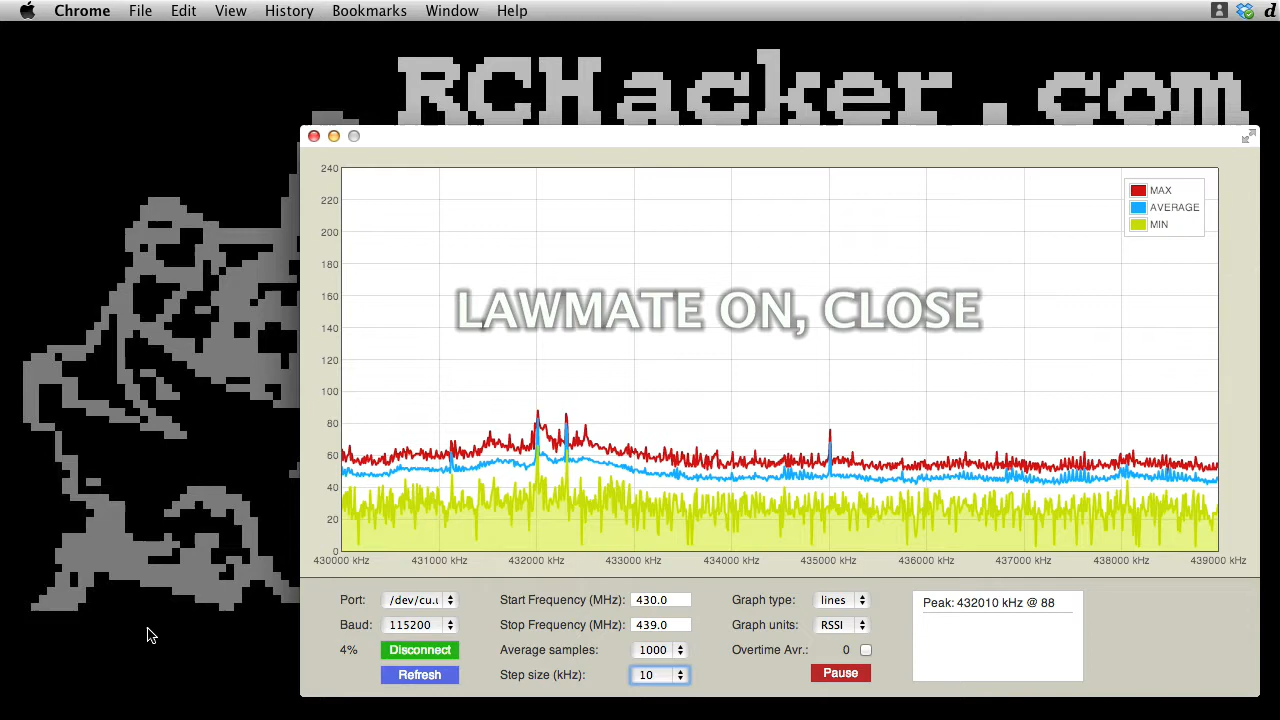 Chrome File Edit View History Bookmarks Window Help
RCHacker.com
240
220
200
180
160
140
120
100
80
60
40
20
0
MAX
AVERAGE
MIN
LAWMATE ON, CLOSE
430000 kHz 431000 kHz 432000 kHz 433000 kHz 434000 kHz 435000 kHz 436000 kHz 437000 kHz 438000 kHz 439000 kHz
Port: /dev/cu.u Start Frequency (MHz): 430.0 Graph type: lines Peak: 432010 kHz @ 88
Baud: 115200 Stop Frequency (MHz): 439.0 Graph units: RSSI
4% Disconnect Average samples: 1000 Overtime Avr.: 0
Refresh Step size (kHz): 10 Pause